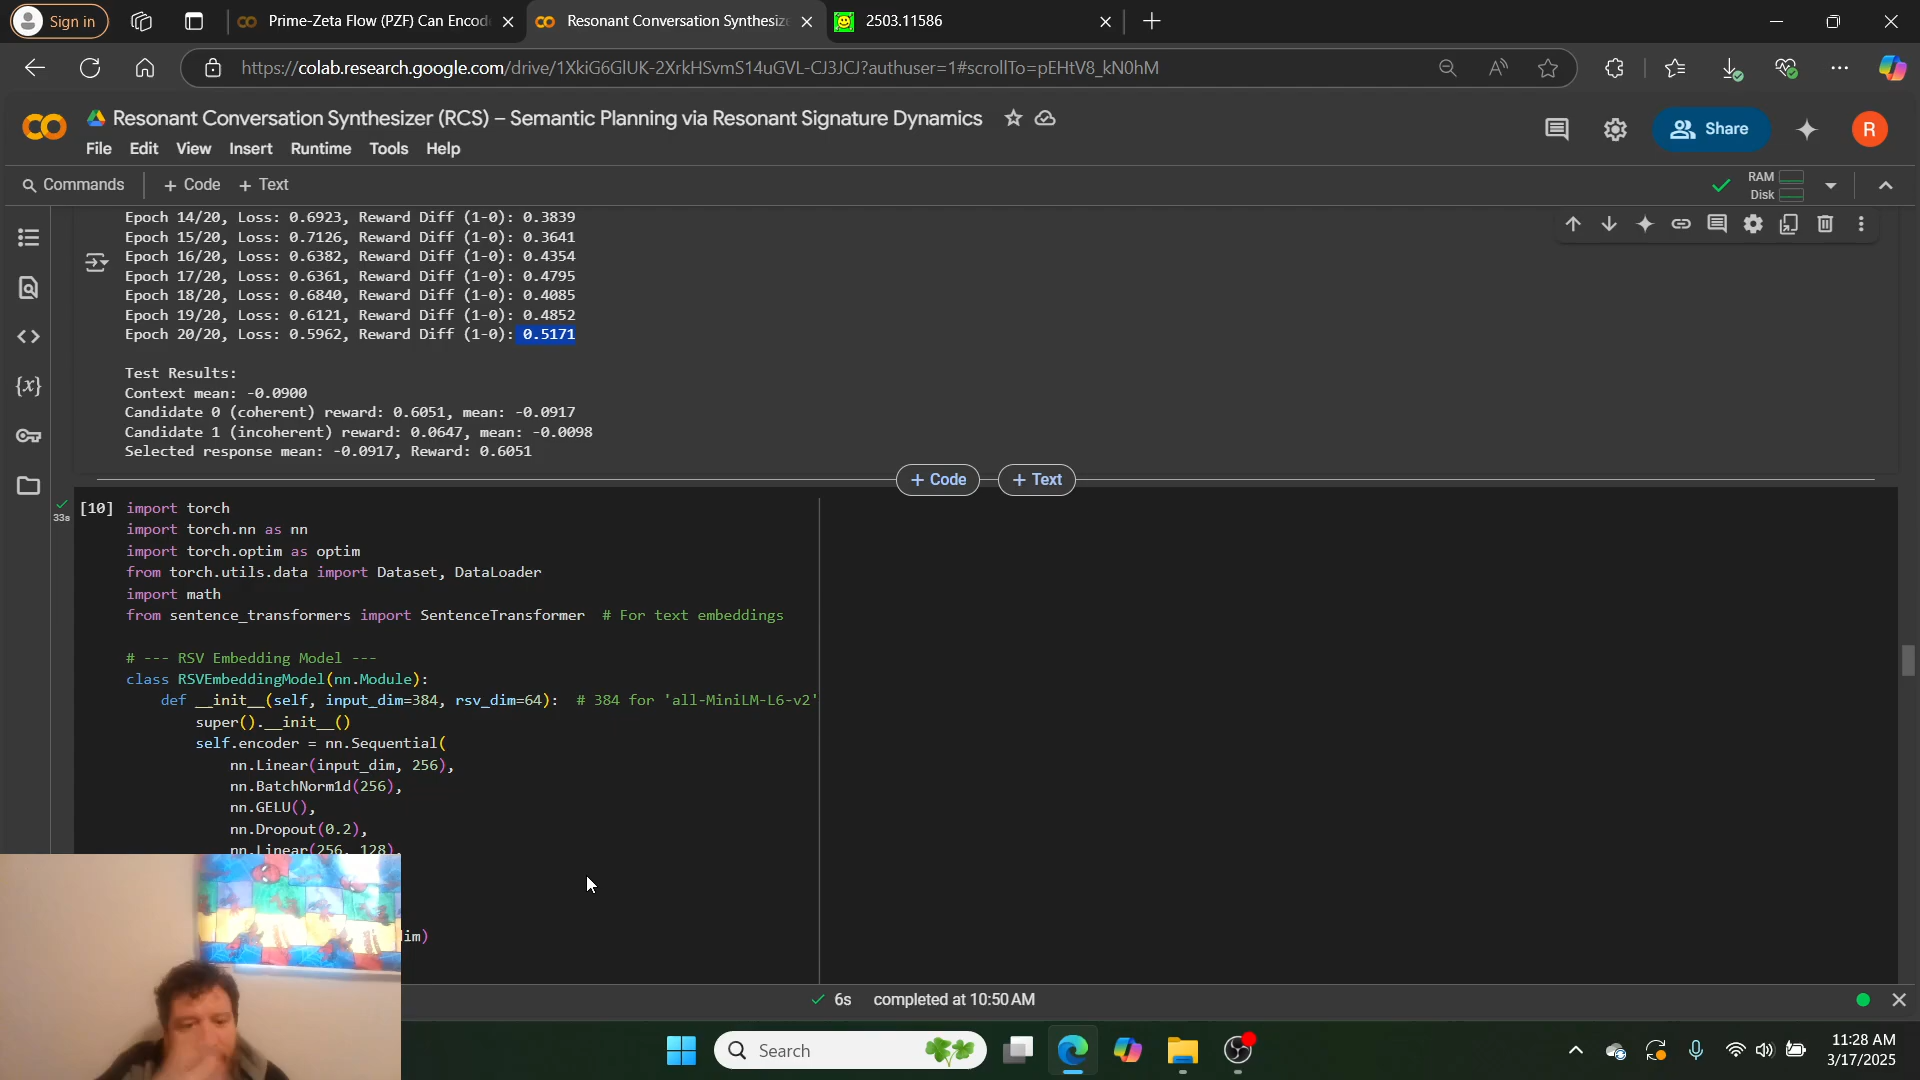 Sign in
Prime-Zeta Flow (PZF) Can Encod
Resonant Conversation Synthesize
2503.11586
https://colab.research.google.com/drive/1XkiG6GlUK-2XrkHSvmS14uGVL-CJ3JCJ?authuser=1#scrollTo=pEHtV8_kN0hM
Resonant Conversation Synthesizer (RCS) – Semantic Planning via Resonant Signature Dynamics
File Edit View Insert Runtime Tools Help
Share
R
Commands + Code + Text
RAM
Disk
Epoch 14/20, Loss: 0.6923, Reward Diff (1-0): 0.3839
Epoch 15/20, Loss: 0.7126, Reward Diff (1-0): 0.3641
Epoch 16/20, Loss: 0.6382, Reward Diff (1-0): 0.4354
Epoch 17/20, Loss: 0.6361, Reward Diff (1-0): 0.4795
Epoch 18/20, Loss: 0.6840, Reward Diff (1-0): 0.4085
Epoch 19/20, Loss: 0.6121, Reward Diff (1-0): 0.4852
Epoch 20/20, Loss: 0.5962, Reward Diff (1-0): 0.5171
Test Results:
Context mean: -0.0900
Candidate 0 (coherent) reward: 0.6051, mean: -0.0917
Candidate 1 (incoherent) reward: 0.0647, mean: -0.0098
Selected response mean: -0.0917, Reward: 0.6051
+ Code + Text
33s
[10] import torch
import torch.nn as nn
import torch.optim as optim
from torch.utils.data import Dataset, DataLoader
import math
from sentence_transformers import SentenceTransformer # For text embeddings
# --- RSV Embedding Model ---
class RSVEmbeddingModel(nn.Module):
def __init__(self, input_dim=384, rsv_dim=64): # 384 for 'all-MiniLM-L6-v2'
super().__init__()
self.encoder = nn.Sequential(
nn.Linear(input_dim, 256),
nn.BatchNorm1d(256),
nn.GELU(),
nn.Dropout(0.2),
nn.Linear(256, 128),
im)
6s completed at 10:50 AM
Search
11:28 AM
3/17/2025